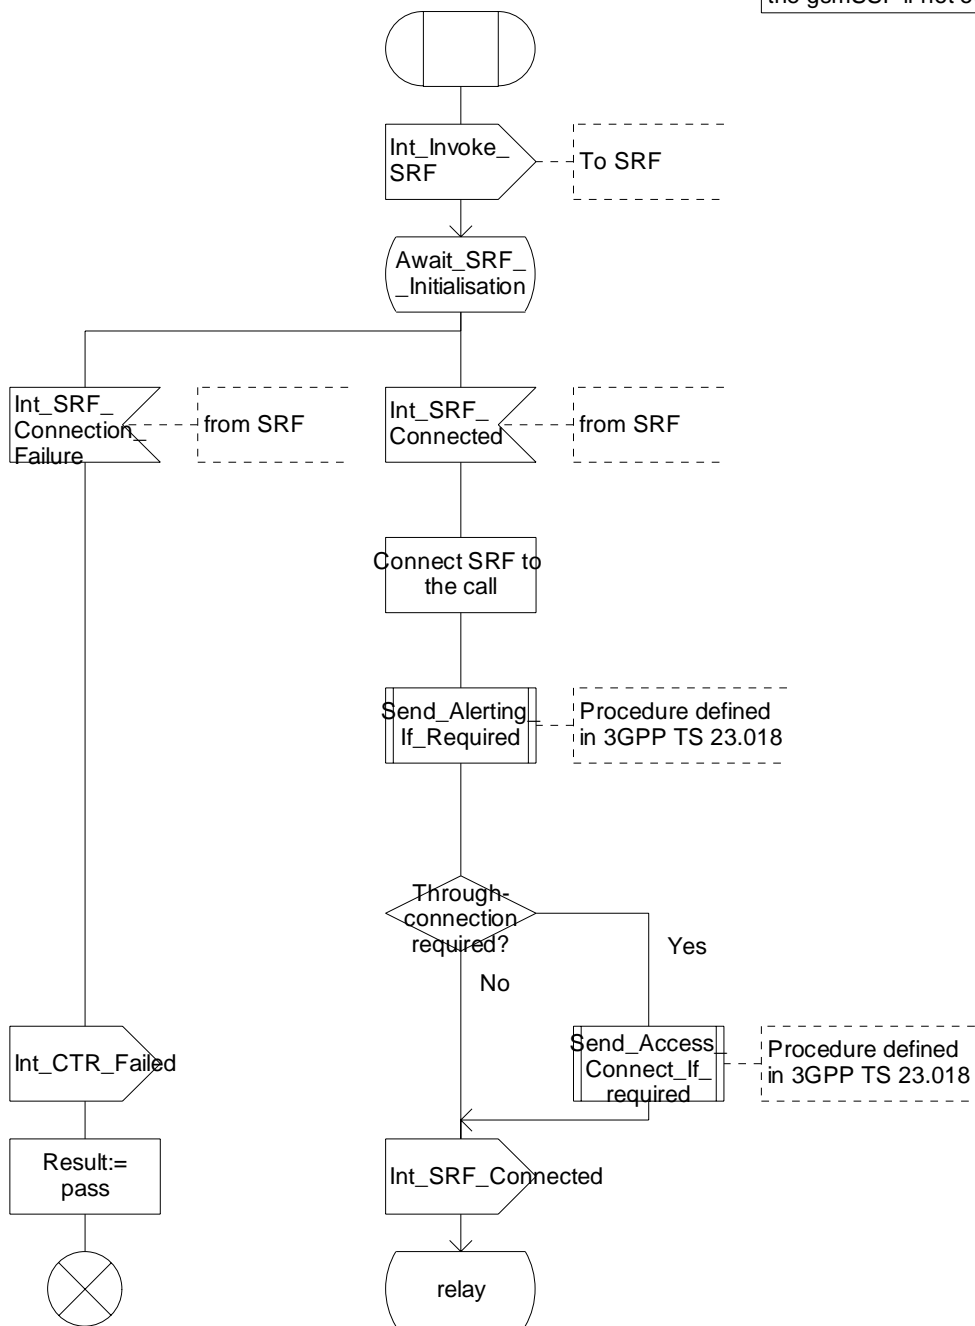 the gsmSSF if not
Int_Invoke_
SRF
To SRF
Await_SRF_
_Initialisation
Int_SRF_
Connection_
Failure
from SRF
Int_SRF_
Connected
from SRF
Connect SRF to
the call
Send_Alerting_
If_Required
Procedure defined
in 3GPP TS 23.018
Through-
connection
required?
Yes
No
Int_CTR_Failed
Send_Access_
Connect_If_
required
Procedure defined
in 3GPP TS 23.018
Result:=
pass
Int_SRF_Connected
relay